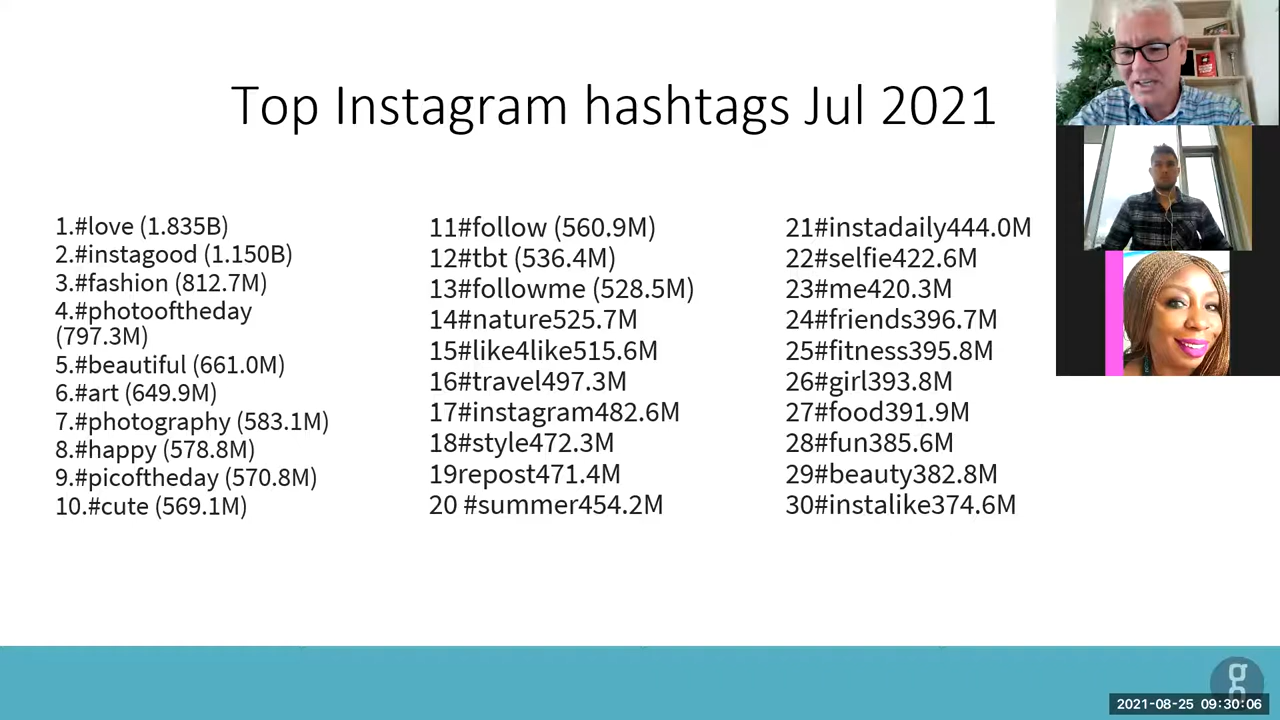 Top Instagram hashtags Jul 2021
1.#love (1.835B)
2.#instagood (1.150B)
3.#fashion (812.7M)
4.#photooftheday
(797.3M)
5.#beautiful (661.0M)
6.#art (649.9M)
7.#photography (583.1M)
8.#happy (578.8M)
9.#picoftheday (570.8M)
10.#cute (569.1M)
11#follow (560.9M)
12#tbt (536.4M)
13#followme (528.5M)
14#nature525.7M
15#like4like515.6M
16#travel497.3M
17#instagram482.6M
18#style472.3M
19repost471.4M
20 #summer454.2M
21#instadaily444.0M
22#selfie422.6M
23#me420.3M
24#friends396.7M
25#fitness395.8M
26#girl393.8M
27#food391.9M
28#fun385.6M
29#beauty382.8M
30#instalike374.6M
2021-08-25 09:30:06